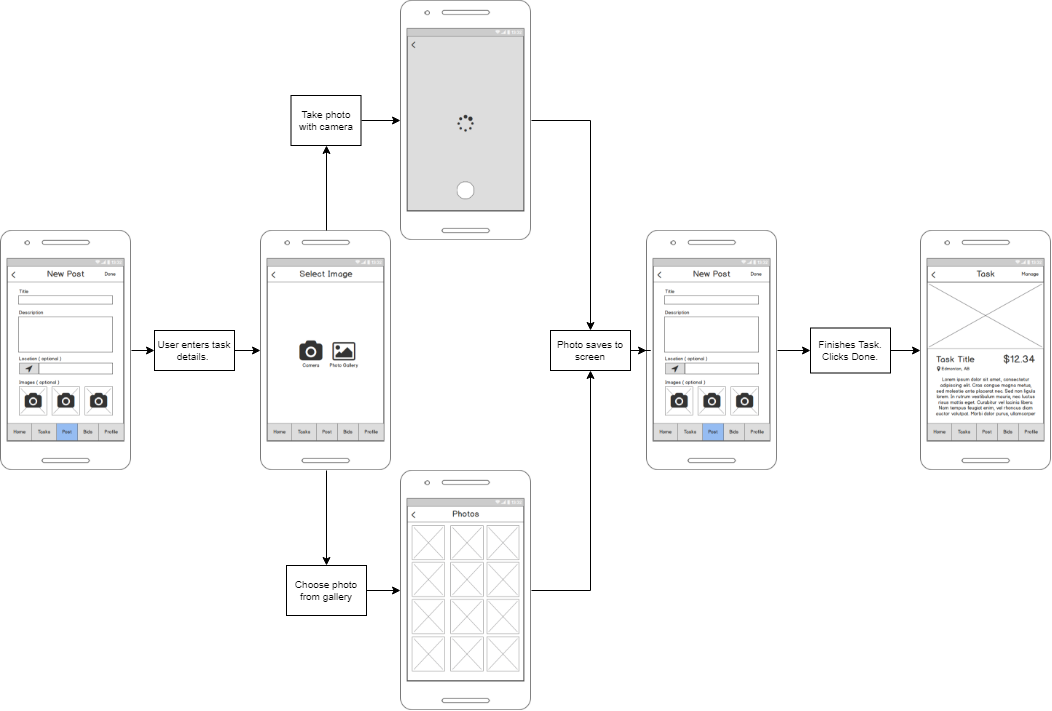 Take photo
with camera
New Post
Done
Title
Description
Location ( optional )
Images ( optional )
Home Tasks Post Bids Profile
User enters task
details.
Select Image
Camera
Photo Gallery
Home Tasks Post Bids Profile
Choose photo
from gallery
Photos
Photo saves to
screen
New Post
Done
Title
Description
Location ( optional )
Images ( optional )
Home Tasks Post Bids Profile
Finishes Task.
Clicks Done.
Task
Manage
Task Title
$12.34
Edmonton, AB
Lorem ipsum dolor sit amet, consectetur
adipiscing elit. Cras congue magna metus,
sed molestie ante placerat nec. Sed non ligula
lorem. In rutrum vestibulum mauris, nec luctus
risus mattis eget. Curabitur vel lacinia libero.
Nam tempus feugiat enim, vel rhoncus diam
auctor volutpat. Morbi dolor purus, ullamcorper
Home Tasks Post Bids Profile